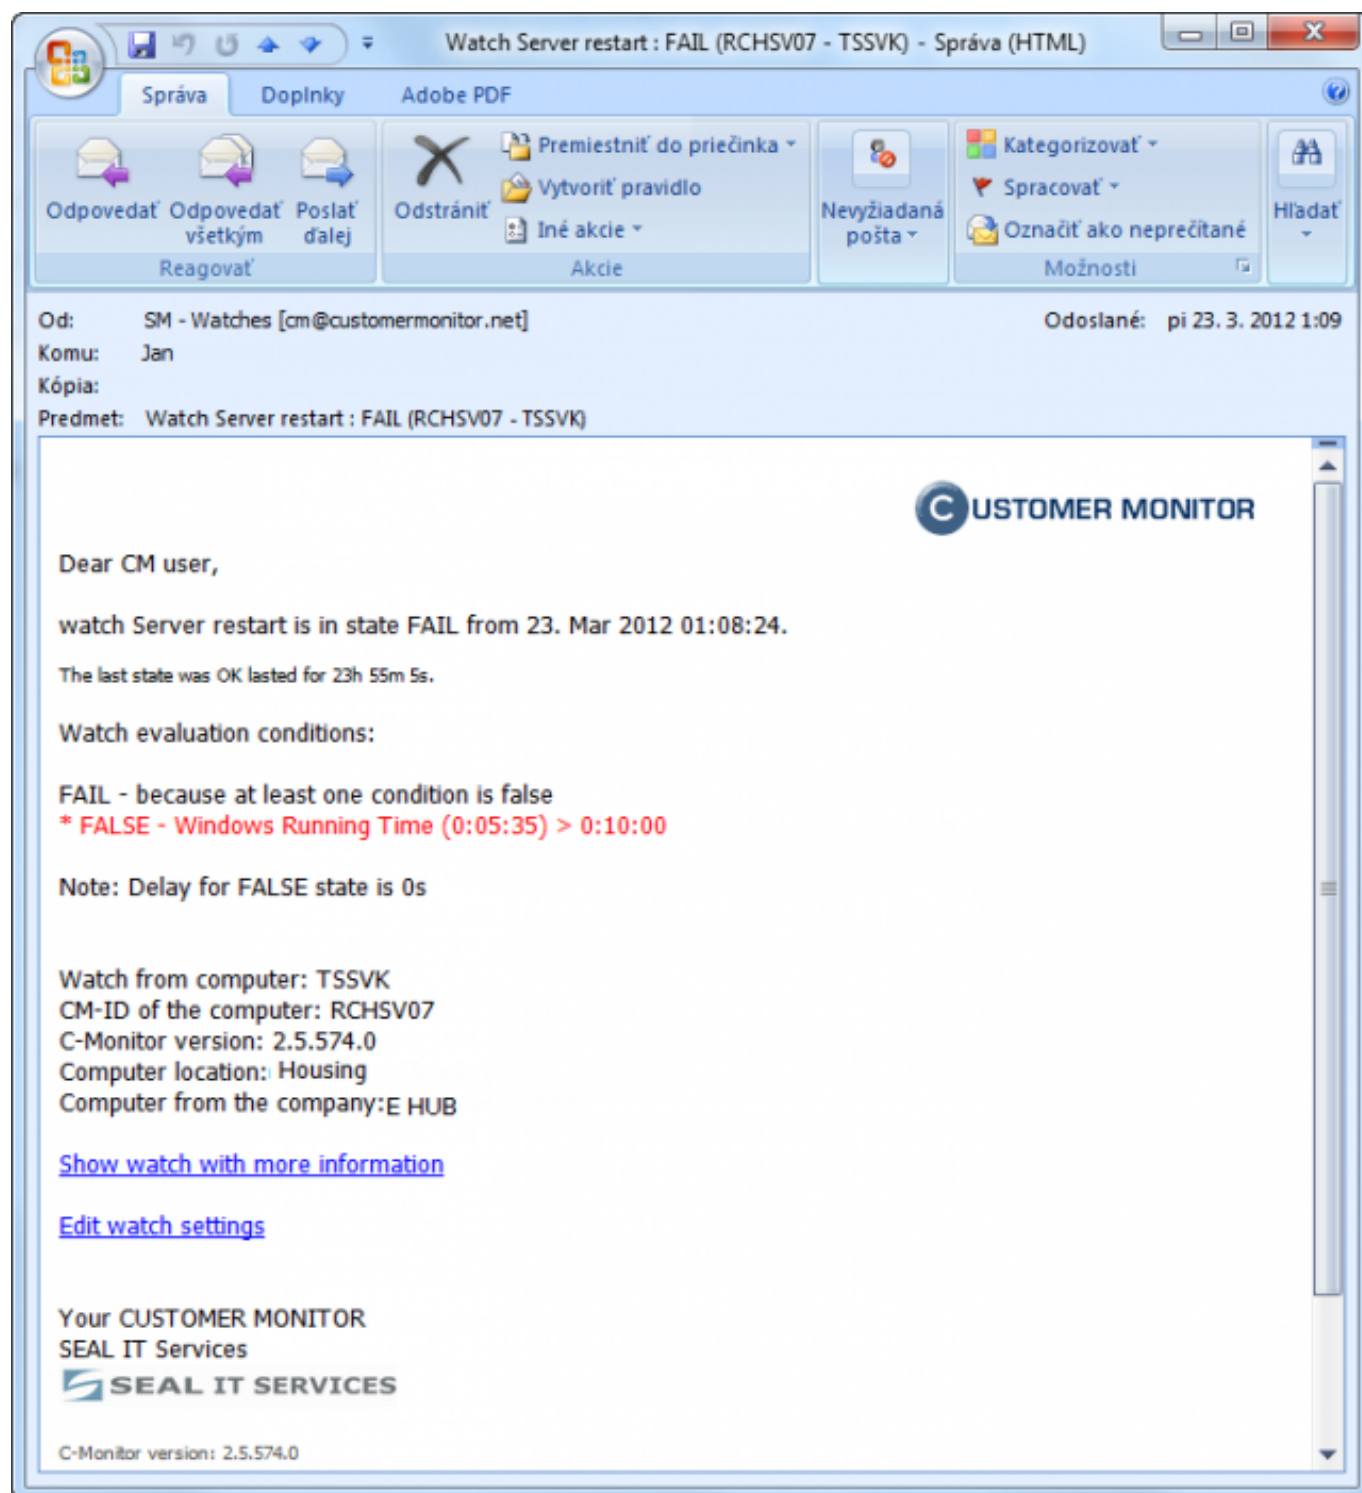 Watch Server restart : FAIL (RCHSV07 - TSSVK) - Správa (HTML)
Správa Doplnky Adobe PDF
Odpovedať Odpovedať všetkým Poslať ďalej
Reagovať
Odstrániť
Premiestniť do priečinka
Vytvoriť pravidlo
Iné akcie
Akcie
Nevyžiadaná
pošta
Kategorizovať
Spracovať
Označiť ako neprečítané
Možnosti
Hľadať
Od: SM - Watches [cm@customermonitor.net] Odoslané: pi 23. 3. 2012 1:09
Komu: Jan
Kópia:
Predmet: Watch Server restart : FAIL (RCHSV07 - TSSVK)
CUSTOMER MONITOR
Dear CM user,
watch Server restart is in state FAIL from 23. Mar 2012 01:08:24.
The last state was OK lasted for 23h 55m 5s.
Watch evaluation conditions:
FAIL - because at least one condition is false
* FALSE - Windows Running Time (0:05:35) > 0:10:00
Note: Delay for FALSE state is 0s
Watch from computer: TSSVK
CM-ID of the computer: RCHSV07
C-Monitor version: 2.5.574.0
Computer location: Housing
Computer from the company:E HUB
Show watch with more information
Edit watch settings
Your CUSTOMER MONITOR
SEAL IT Services
SEAL IT SERVICES
C-Monitor version: 2.5.574.0